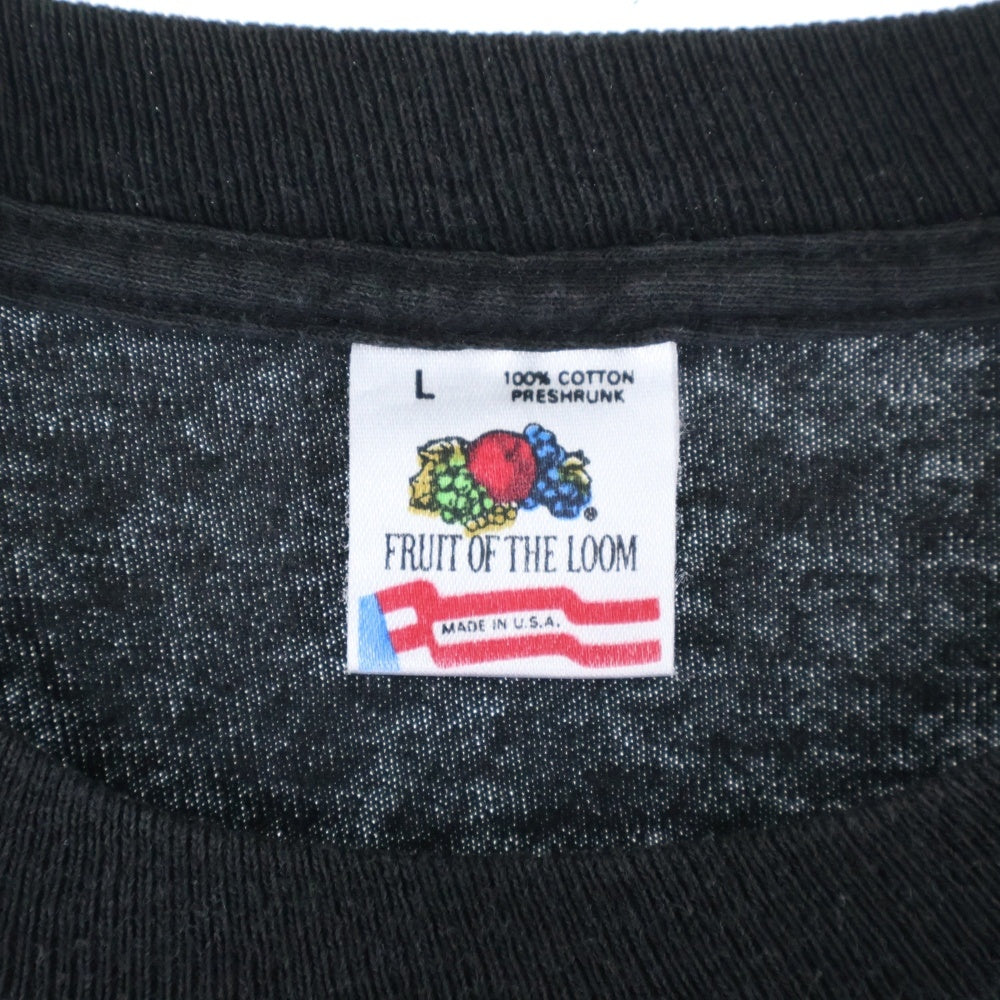 L
100% COTTON
PRESHRUNK
®
FRUIT OF THE LOOM
MADE IN U.S.A.